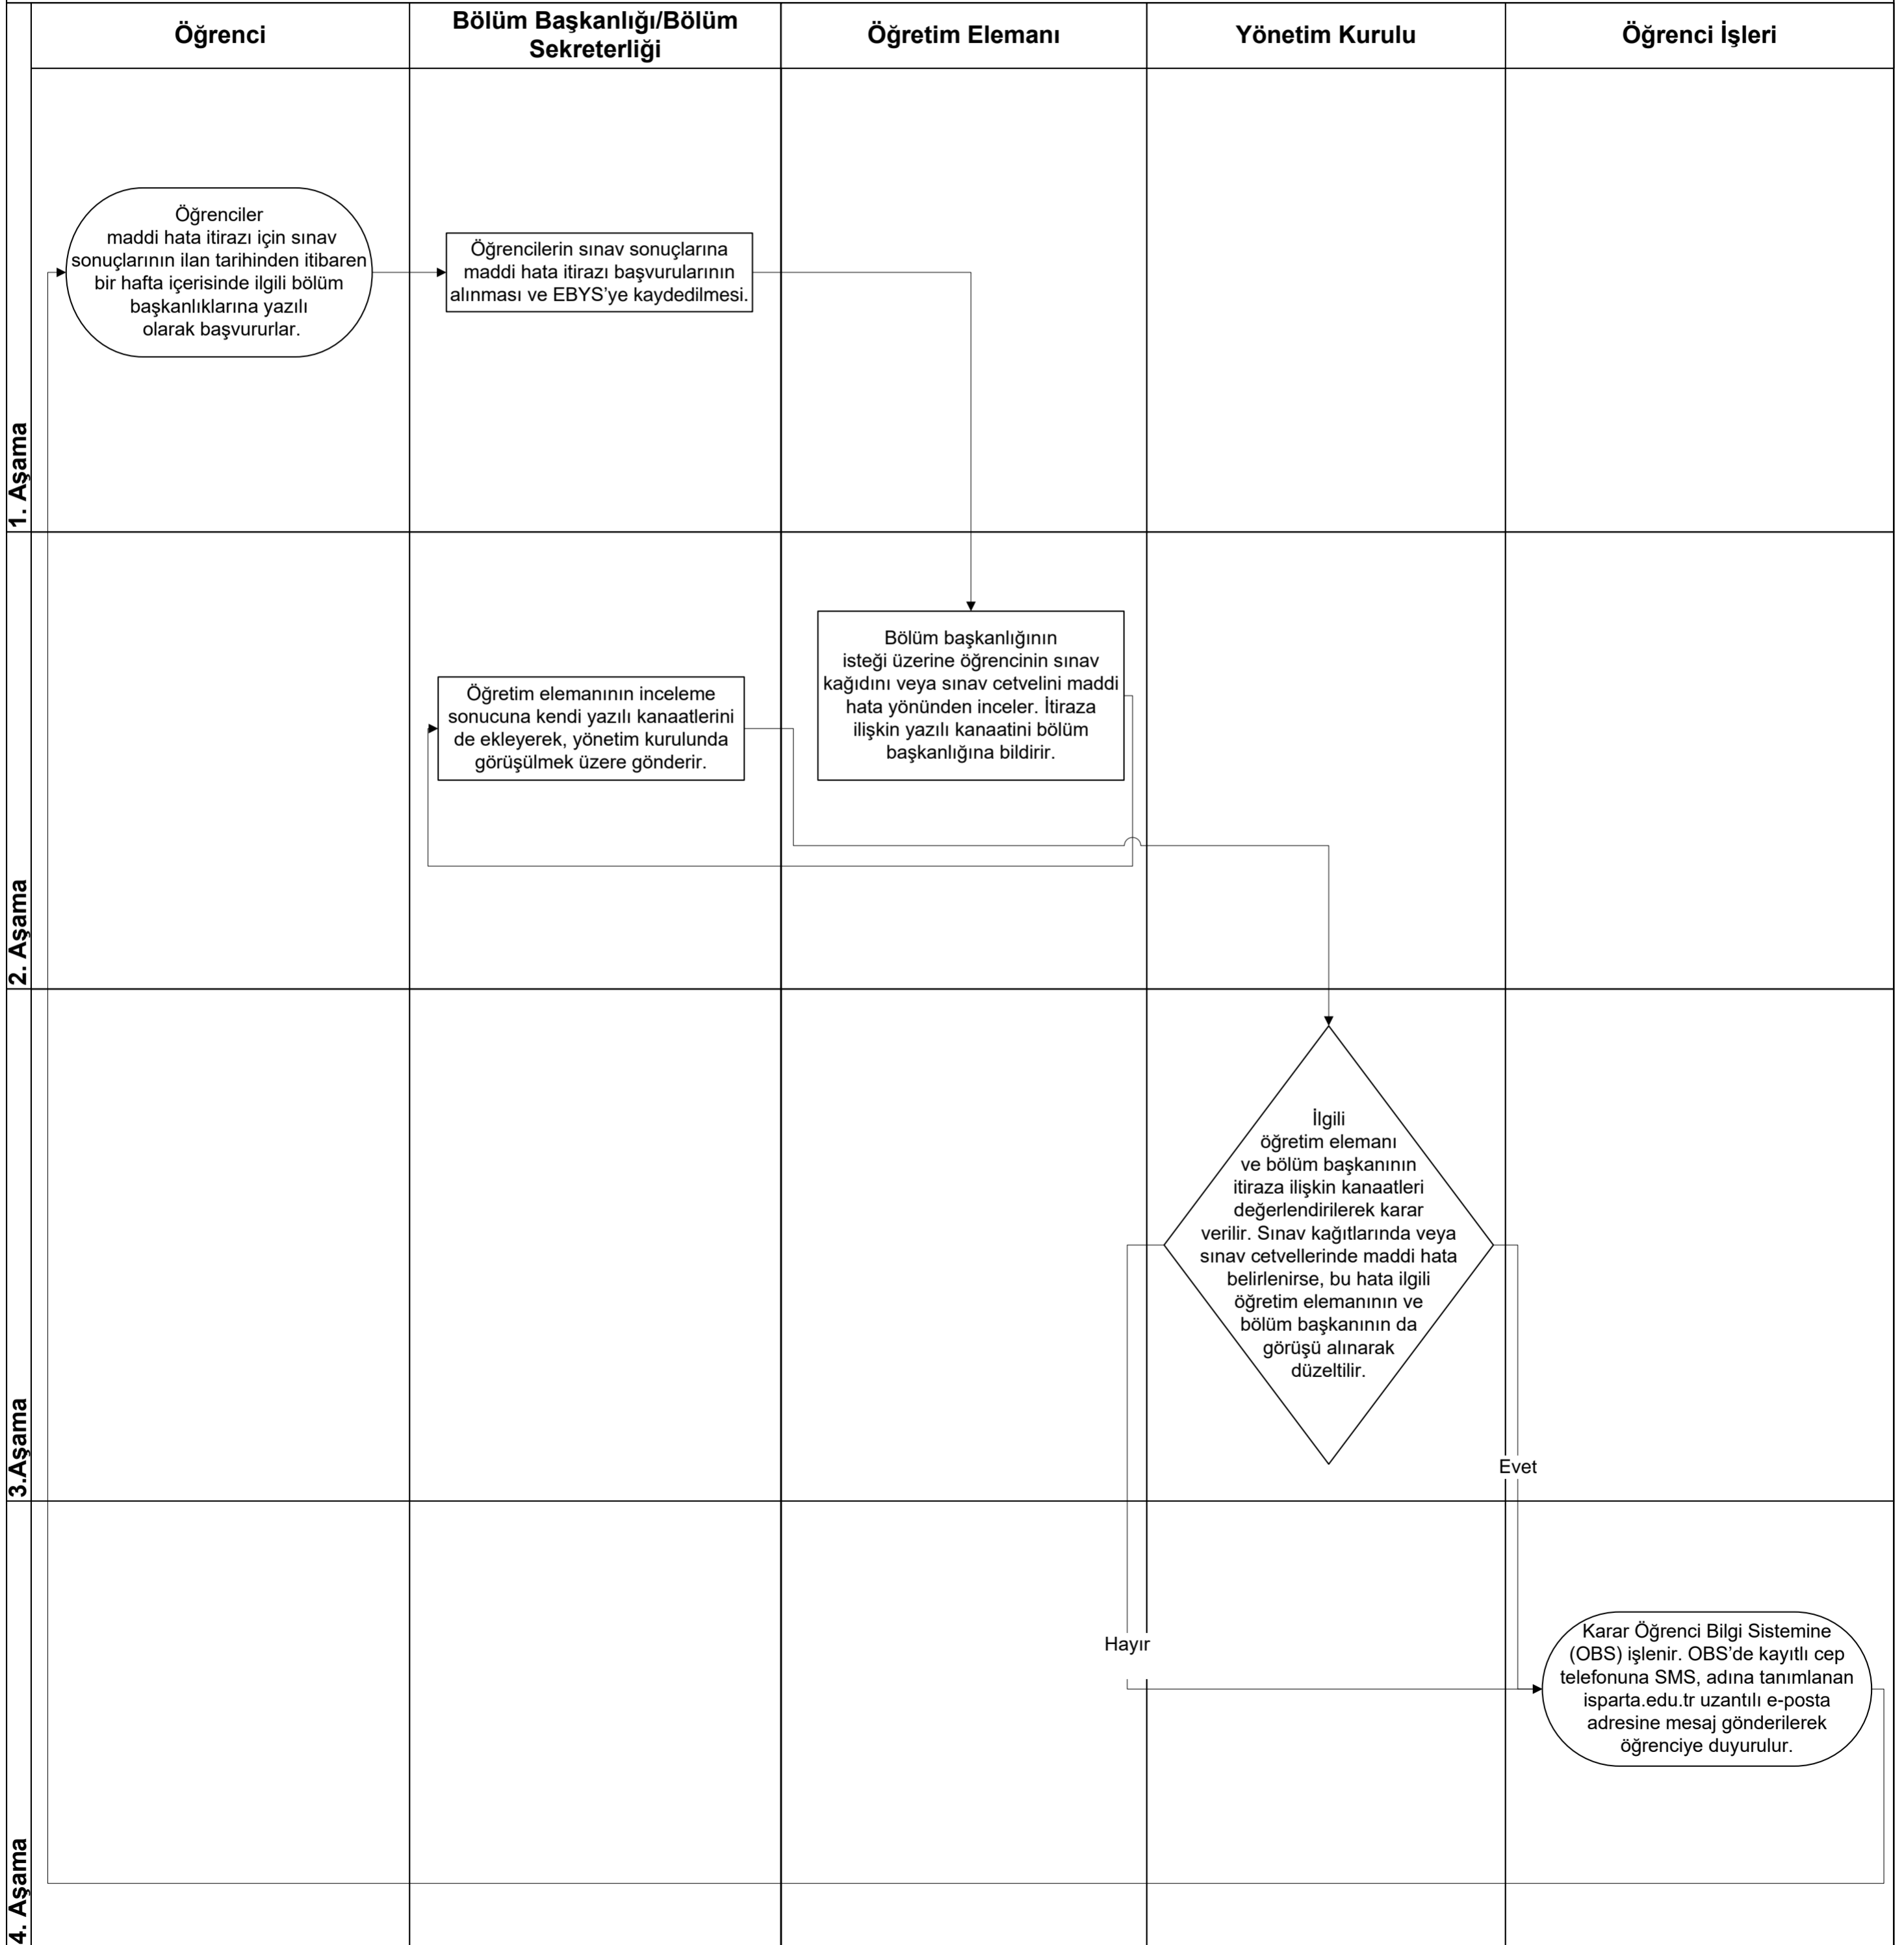 Öğrenci
Bölüm Başkanlığı/Bölüm
Sekreterliği
Öğretim Elemanı
Yönetim Kurulu
Öğrenci İşleri
1. Aşama
Öğrenciler
maddi hata itirazı için sınav
sonuçlarının ilan tarihinden itibaren
bir hafta içerisinde ilgili bölüm
başkanlıklarına yazılı
olarak başvururlar.
Öğrencilerin sınav sonuçlarına
maddi hata itirazı başvurularının
alınması ve EBYS’ye kaydedilmesi.
2. Aşama
Bölüm başkanlığının
isteği üzerine öğrencinin sınav
kağıdını veya sınav cetvelini maddi
hata yönünden inceler. İtiraza
ilişkin yazılı kanaatini bölüm
başkanlığına bildirir.
Öğretim elemanının inceleme
sonucuna kendi yazılı kanaatlerini
de ekleyerek, yönetim kurulunda
görüşülmek üzere gönderir.
3.Aşama
İlgili
öğretim elemanı
ve bölüm başkanının
itiraza ilişkin kanaatleri
değerlendirilerek karar
verilir. Sınav kağıtlarında veya
sınav cetvellerinde maddi hata
belirlenirse, bu hata ilgili
öğretim elemanının ve
bölüm başkanının da
görüşü alınarak
düzeltilir.
Evet
4. Aşama
Hayır
Karar Öğrenci Bilgi Sistemine
(OBS) işlenir. OBS’de kayıtlı cep
telefonuna SMS, adına tanımlanan
isparta.edu.tr uzantılı e-posta
adresine mesaj gönderilerek
öğrenciye duyurulur.